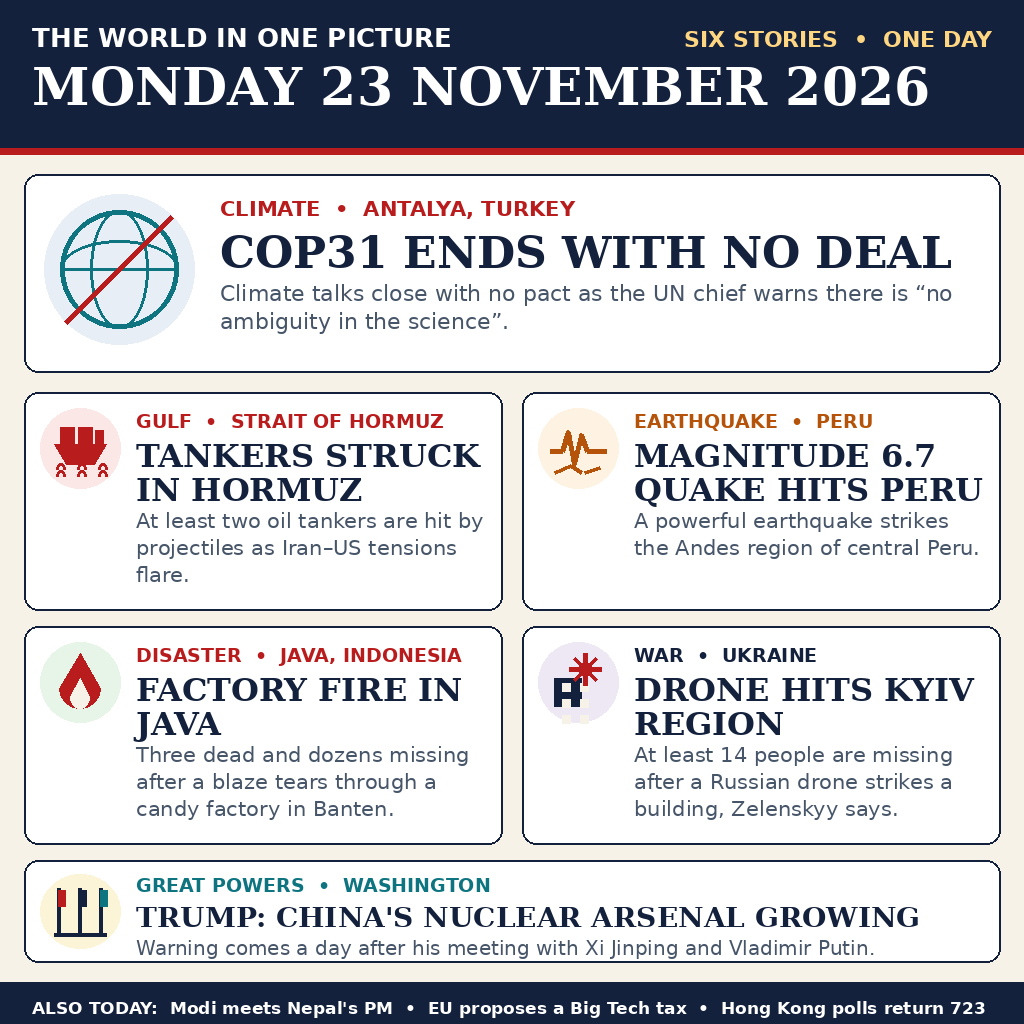 THE WORLD IN ONE PICTURE
SIX STORIES • ONE DAY
MONDAY 23 NOVEMBER 2026
CLIMATE • ANTALYA, TURKEY
COP31 ENDS WITH NO DEAL
Climate talks close with no pact as the UN chief warns there is “no
ambiguity in the science”.
GULF • STRAIT OF HORMUZ
TANKERS STRUCK
IN HORMUZ
At least two oil tankers are hit by
projectiles as Iran–US tensions
flare.
EARTHQUAKE • PERU
MAGNITUDE 6.7
QUAKE HITS PERU
A powerful earthquake strikes
the Andes region of central Peru.
DISASTER • JAVA, INDONESIA
FACTORY FIRE IN
JAVA
Three dead and dozens missing
after a blaze tears through a
candy factory in Banten.
WAR • UKRAINE
DRONE HITS KYIV
REGION
At least 14 people are missing
after a Russian drone strikes a
building, Zelenskyy says.
GREAT POWERS • WASHINGTON
TRUMP: CHINA'S NUCLEAR ARSENAL GROWING
Warning comes a day after his meeting with Xi Jinping and Vladimir Putin.
ALSO TODAY: Modi meets Nepal's PM • EU proposes a Big Tech tax • Hong Kong polls return 723